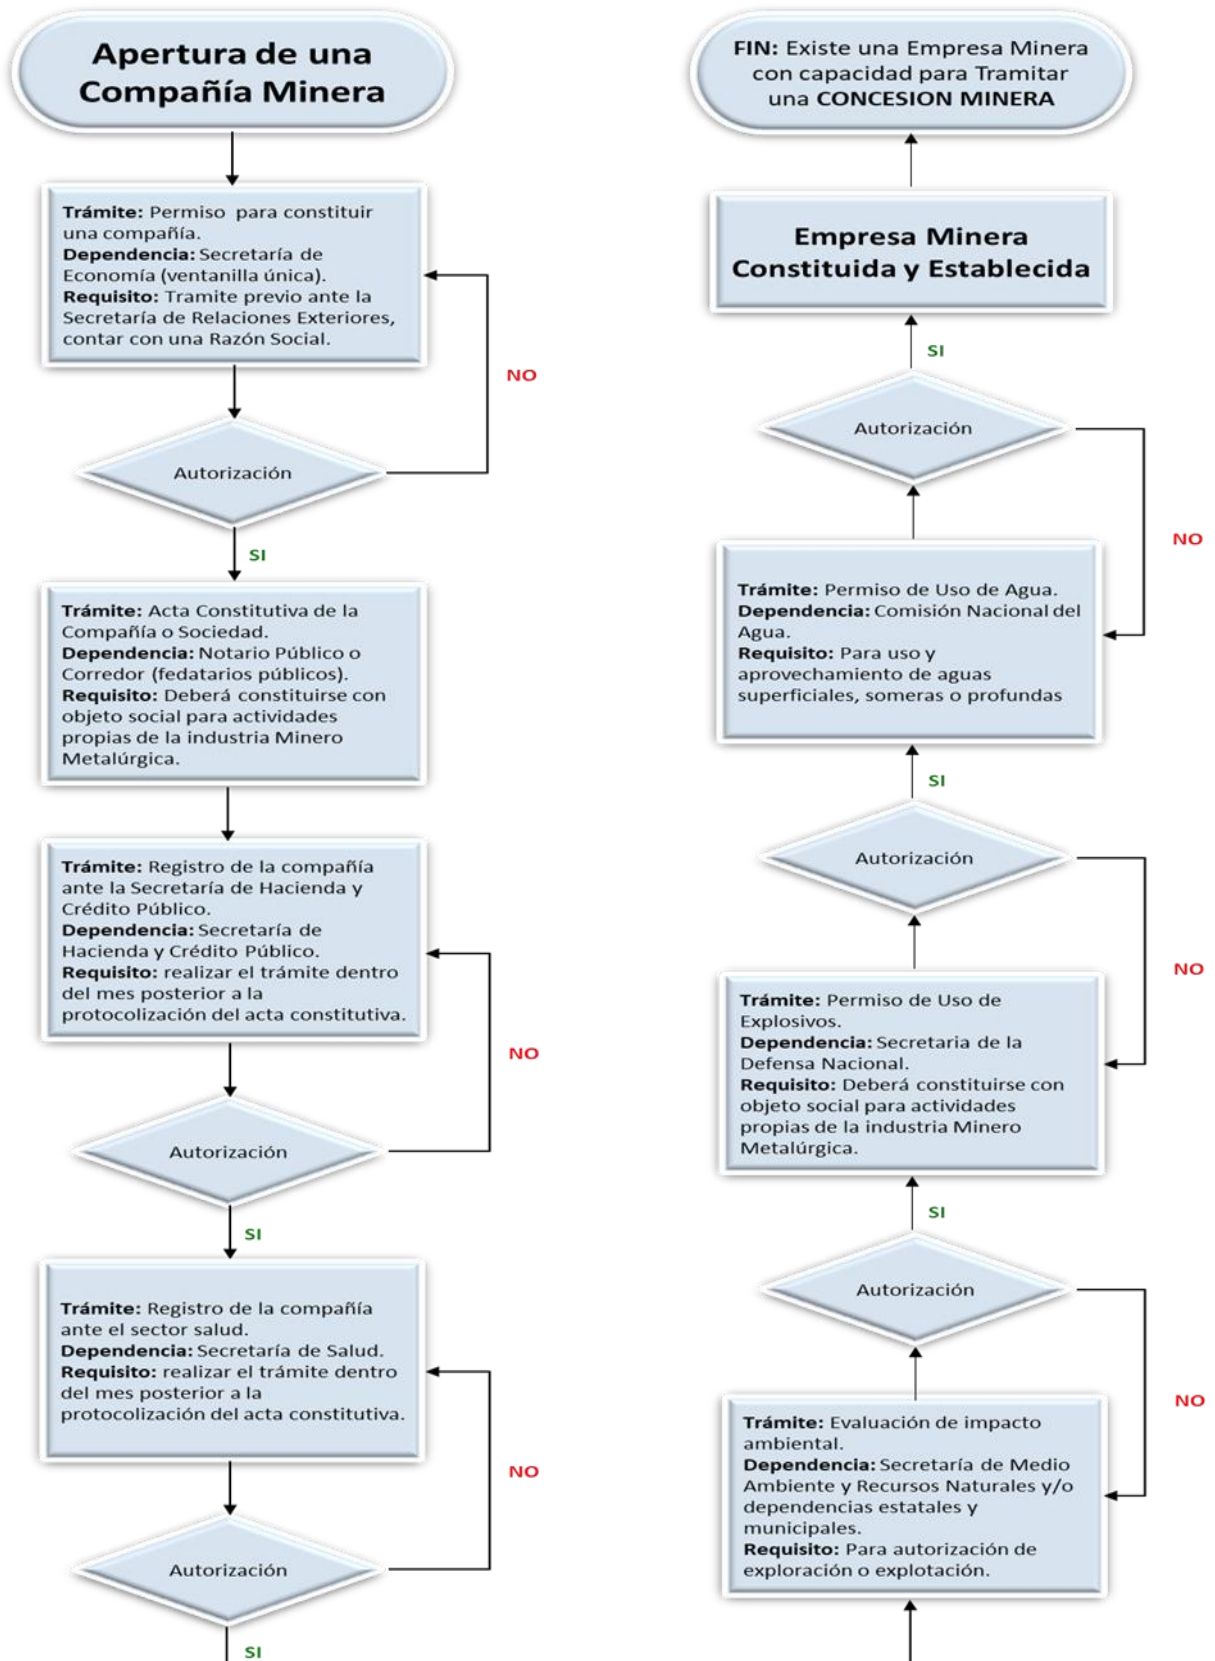 Apertura de una
Compañía Minera
Trámite: Permiso para constituir
una compañía.
Dependencia: Secretaría de
Economía (ventanilla única).
Requisito: Tramite previo ante la
Secretaría de Relaciones Exteriores,
contar con una Razón Social.
NO
Autorización
SI
Trámite: Acta Constitutiva de la
Compañía o Sociedad.
Dependencia: Notario Público o
Corredor (fedatarios públicos).
Requisito: Deberá constituirse con
objeto social para actividades
propias de la industria Minero
Metalúrgica.
Trámite: Registro de la compañía
ante la Secretaría de Hacienda y
Crédito Público.
Dependencia: Secretaría de
Hacienda y Crédito Público.
Requisito: realizar el trámite dentro
del mes posterior a la
protocolización del acta constitutiva.
NO
Autorización
SI
Trámite: Registro de la compañía
ante el sector salud.
Dependencia: Secretaría de Salud.
Requisito: realizar el trámite dentro
del mes posterior a la
protocolización del acta constitutiva.
NO
Autorización
SI
FIN: Existe una Empresa Minera
con capacidad para Tramitar
una CONCESION MINERA
Empresa Minera
Constituida y Establecida
SI
Autorización
NO
Trámite: Permiso de Uso de Agua.
Dependencia: Comisión Nacional del
Agua.
Requisito: Para uso y
aprovechamiento de aguas
superficiales, someras o profundas
SI
Autorización
NO
Trámite: Permiso de Uso de
Explosivos.
Dependencia: Secretaria de la
Defensa Nacional.
Requisito: Deberá constituirse con
objeto social para actividades
propias de la industria Minero
Metalúrgica.
SI
Autorización
NO
Trámite: Evaluación de impacto
ambiental.
Dependencia: Secretaría de Medio
Ambiente y Recursos Naturales y/o
dependencias estatales y
municipales.
Requisito: Para autorización de
exploración o explotación.